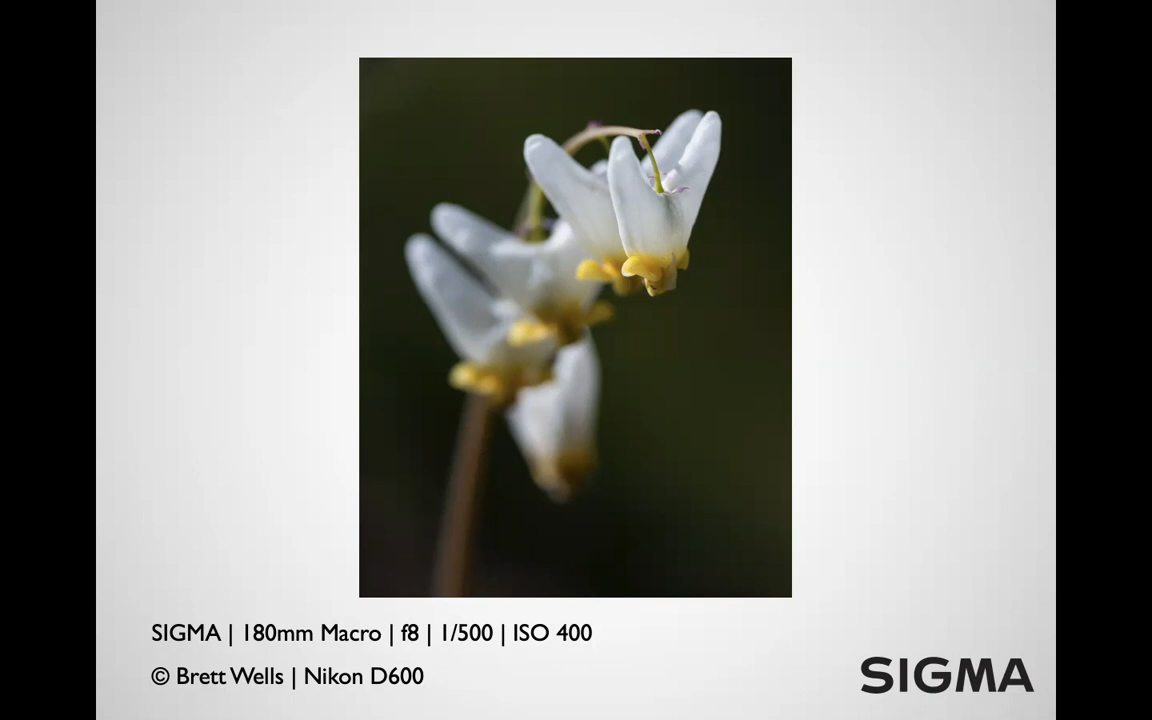 SIGMA | 180mm Macro | f8 | 1/500 | ISO 400
© Brett Wells | Nikon D600
SIGMA